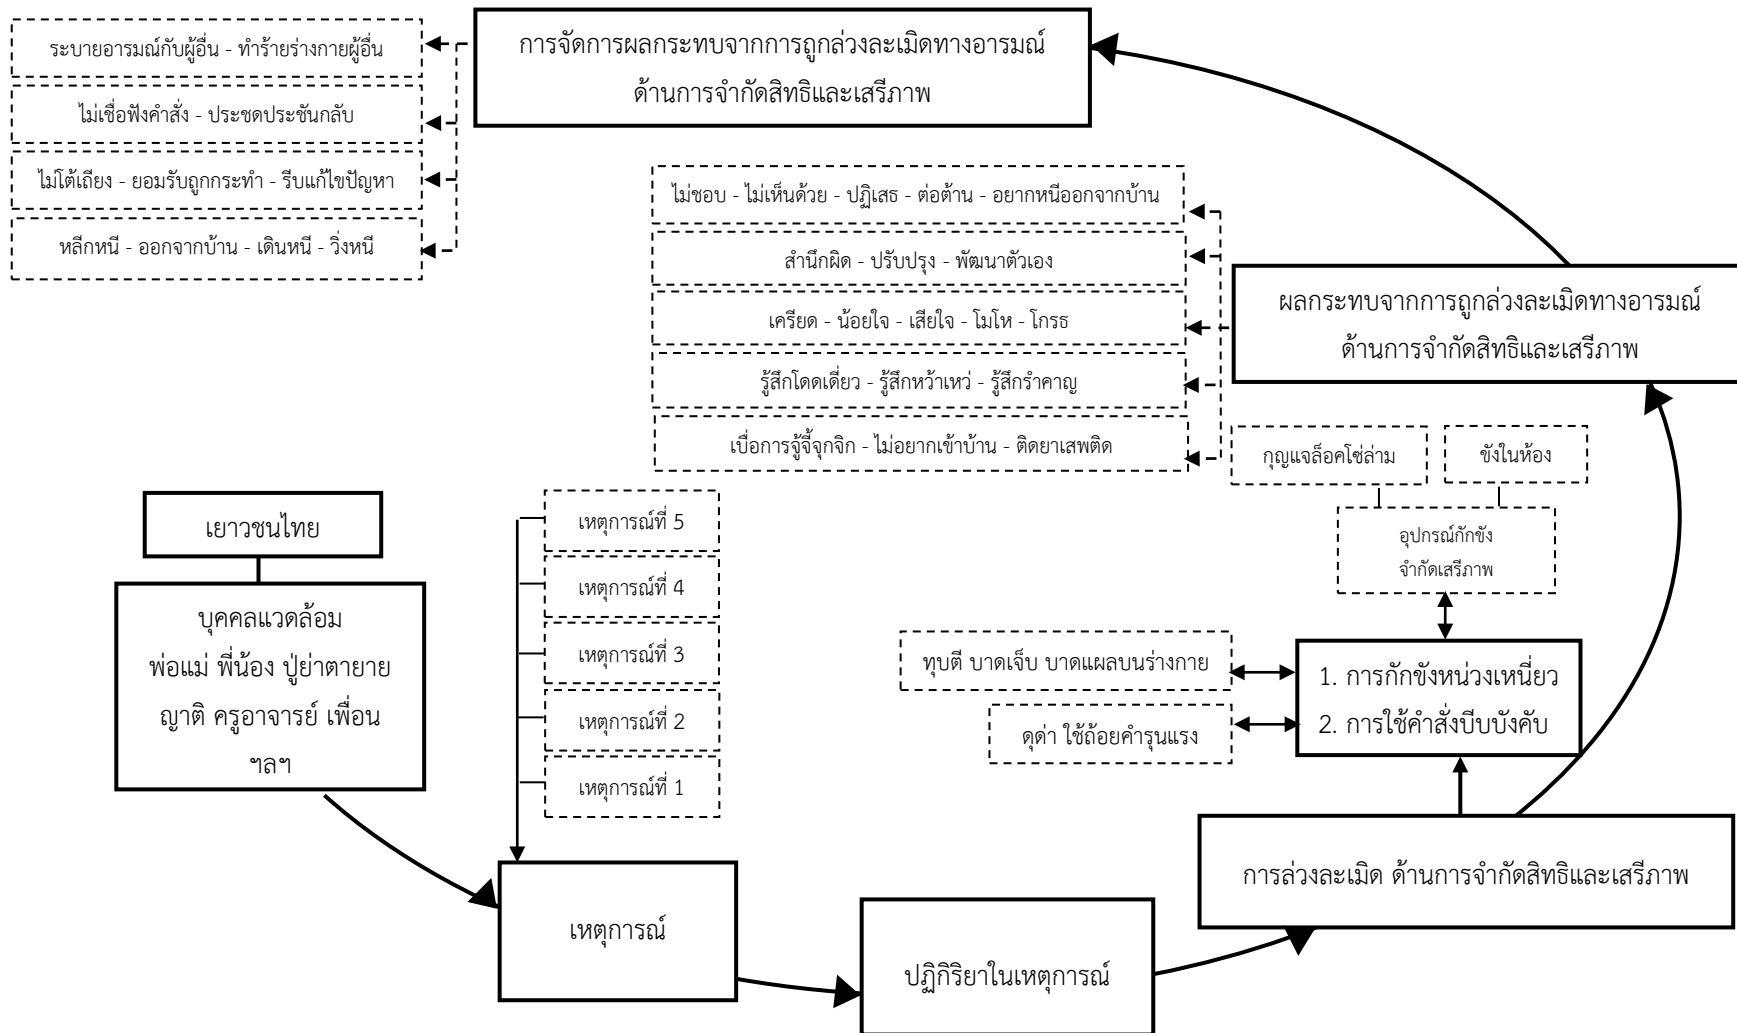 การจัดการผลกระทบจากการถูกล่วงละเมิดทางอารมณ์
ด้านการจำกัดสิทธิและเสรีภาพ
ระบายอารมณ์กับผู้อื่น - ทำร้ายร่างกายผู้อื่น
ไม่เชื่อฟังคำสั่ง - ประชดประชันกลับ
ไม่โต้เถียง - ยอมรับถูกกระทำ - รีบแก้ไขปัญหา
หลีกหนี - ออกจากบ้าน - เดินหนี - วิ่งหนี
ไม่ชอบ - ไม่เห็นด้วย - ปฏิเสธ - ต่อต้าน - อยากหนีออกจากบ้าน
สำนึกผิด - ปรับปรุง - พัฒนาตัวเอง
เครียด - น้อยใจ - เสียใจ - โมโห - โกรธ
รู้สึกโดดเดี่ยว - รู้สึกหว้าเหว่ - รู้สึกรำคาญ
เบื่อการจู้จี้จุกจิก - ไม่อยากเข้าบ้าน - ติดยาเสพติด
ผลกระทบจากการถูกล่วงละเมิดทางอารมณ์
ด้านการจำกัดสิทธิและเสรีภาพ
กุญแจล็อคโซ่ล่าม
ขังในห้อง
อุปกรณ์กักขัง
จำกัดเสรีภาพ
เยาวชนไทย
บุคคลแวดล้อม
พ่อแม่ พี่น้อง ปู่ย่าตายาย
ญาติ ครูอาจารย์ เพื่อน
ฯลฯ
เหตุการณ์ที่ 5
เหตุการณ์ที่ 4
เหตุการณ์ที่ 3
เหตุการณ์ที่ 2
เหตุการณ์ที่ 1
ทุบตี บาดเจ็บ บาดแผลบนร่างกาย
ดุด่า ใช้ถ้อยคำรุนแรง
1. การกักขังหน่วงเหนี่ยว
2. การใช้คำสั่งบีบบังคับ
การล่วงละเมิด ด้านการจำกัดสิทธิและเสรีภาพ
เหตุการณ์
ปฏิกิริยาในเหตุการณ์